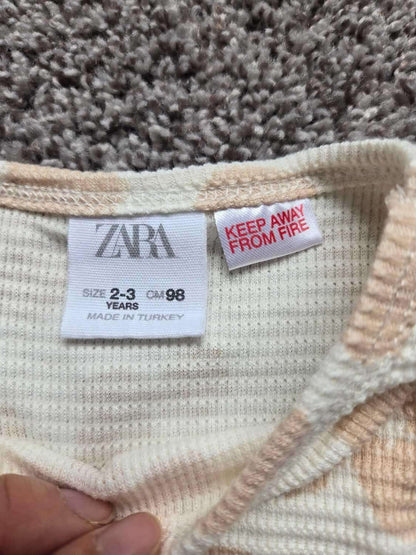 ZARA
SIZE 2-3 CM 98
YEARS
MADE IN TURKEY
KEEP AWAY
FROM FIRE